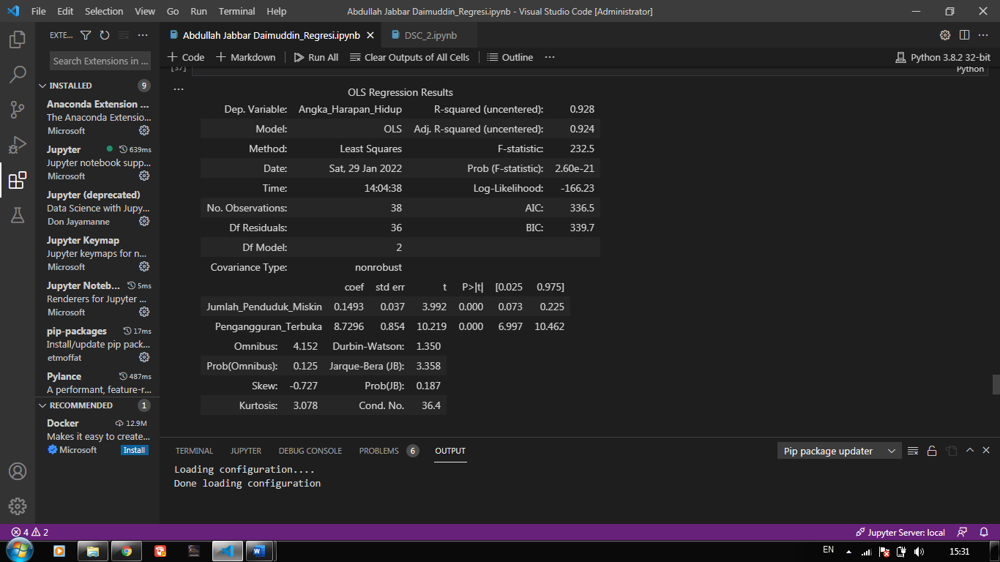 File Edit Selection View Go Run Terminal Help
Abdullah Jabbar Daimuddin_Regresi.ipynb - Visual Studio Code [Administrator]
EXTE...
Abdullah Jabbar Daimuddin_Regresi.ipynb
DSC_2.ipynb
Search Extensions in ...
Code Markdown Run All Clear Outputs of All Cells Outline ...
Python 3.8.2 32-bit
[37]
Python
INSTALLED 9
Anaconda Extension ...
The Anaconda Extensio...
Microsoft
Jupyter 639ms
Jupyter notebook supp...
Microsoft
Jupyter (deprecated)
Data Science with Jupy...
Don Jayamanne
Jupyter Keymap
Jupyter keymaps for n...
Microsoft
Jupyter Noteb... 5ms
Renderers for Jupyter ...
Microsoft
pip-packages 17ms
Install/update pip pack...
etmoffat
Pylance 487ms
A performant, feature-r...
RECOMMENDED 1
Docker 12.9M
Makes it easy to create...
Microsoft Install
...
OLS Regression Results
Dep. Variable: Angka_Harapan_Hidup R-squared (uncentered): 0.928
Model: OLS Adj. R-squared (uncentered): 0.924
Method: Least Squares F-statistic: 232.5
Date: Sat, 29 Jan 2022 Prob (F-statistic): 2.60e-21
Time: 14:04:38 Log-Likelihood: -166.23
No. Observations: 38 AIC: 336.5
Df Residuals: 36 BIC: 339.7
Df Model: 2
Covariance Type: nonrobust
coef std err t P>|t| [0.025 0.975]
Jumlah_Penduduk_Miskin 0.1493 0.037 3.992 0.000 0.073 0.225
Pengangguran_Terbuka 8.7296 0.854 10.219 0.000 6.997 10.462
Omnibus: 4.152 Durbin-Watson: 1.350
Prob(Omnibus): 0.125 Jarque-Bera (JB): 3.358
Skew: -0.727 Prob(JB): 0.187
Kurtosis: 3.078 Cond. No. 36.4
TERMINAL JUPYTER DEBUG CONSOLE PROBLEMS 6 OUTPUT
Pip package updater
Loading configuration....
Done loading configuration
4 2
Jupyter Server: local
EN
15:31